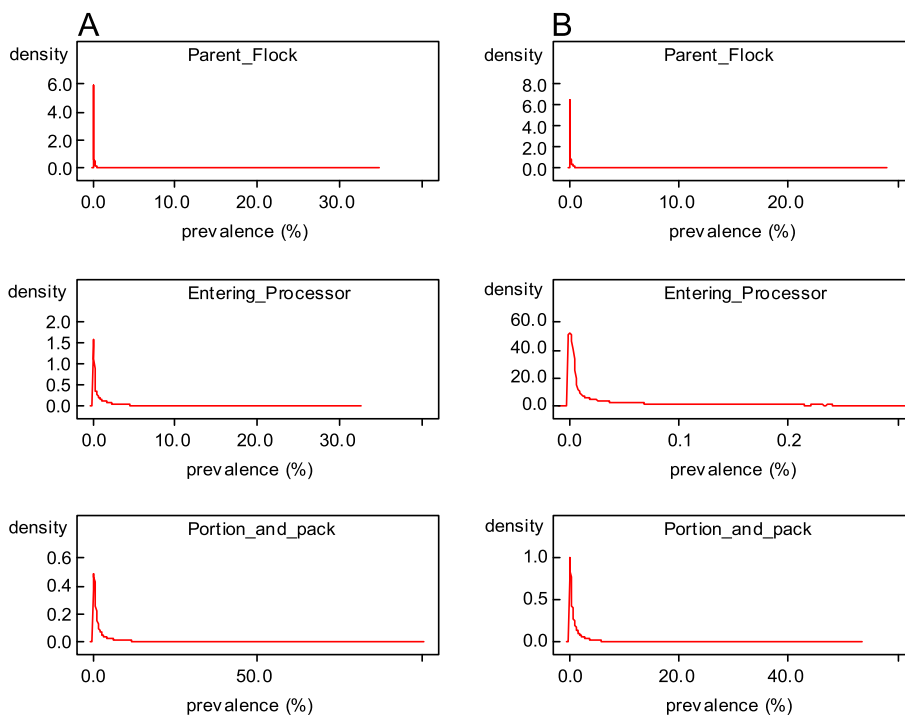 A
density
Parent_Flock
6.0
4.0
2.0
0.0
0.0 10.0 20.0 30.0
prevalence (%)
B
density
Parent_Flock
8.0
6.0
4.0
2.0
0.0
0.0 10.0 20.0
prevalence (%)
density
Entering_Processor
2.0
1.5
1.0
0.5
0.0
0.0 10.0 20.0 30.0
prevalence (%)
density
Entering_Processor
60.0
40.0
20.0
0.0
0.0 0.1 0.2
prevalence (%)
density
Portion_and_pack
0.6
0.4
0.2
0.0
0.0 50.0
prevalence (%)
density
Portion_and_pack
1.0
0.5
0.0
0.0 20.0 40.0
prevalence (%)